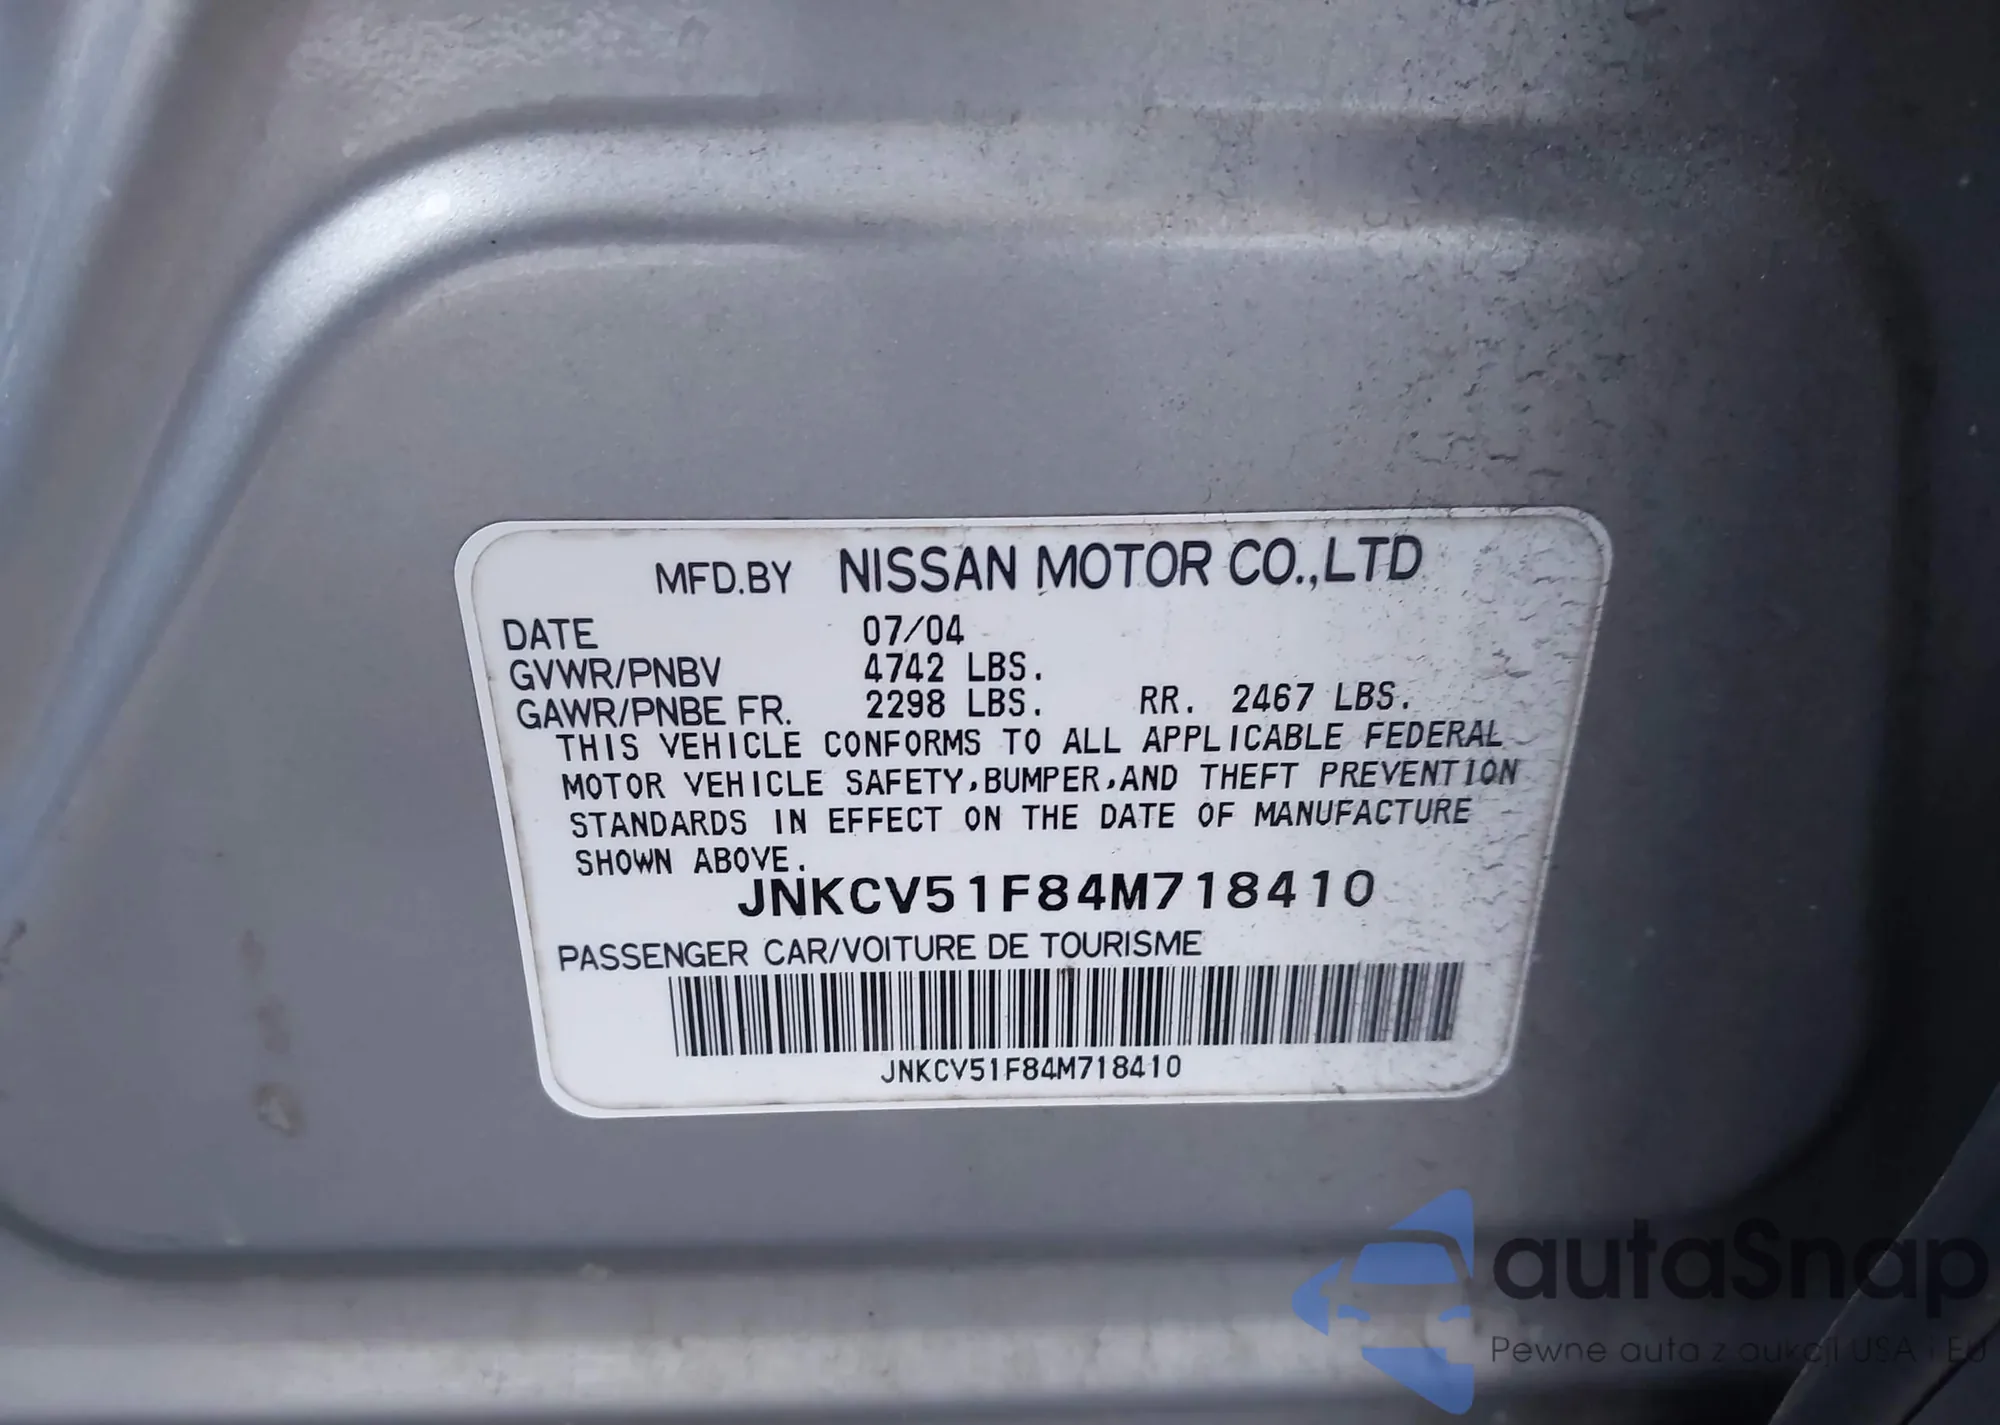 MFD.BY NISSAN MOTOR CO.,LTD
DATE 07/04
GVWR/PNBV 4742 LBS.
GAWR/PNBE FR. 2298 LBS. RR. 2467 LBS.
THIS VEHICLE CONFORMS TO ALL APPLICABLE FEDERAL
MOTOR VEHICLE SAFETY,BUMPER,AND THEFT PREVENTION
STANDARDS IN EFFECT ON THE DATE OF MANUFACTURE
SHOWN ABOVE.
JNKCV51F84M718410
PASSENGER CAR/VOITURE DE TOURISME
JNKCV51F84M718410
autaSnap
Pewne auta z aukcji USA i EU